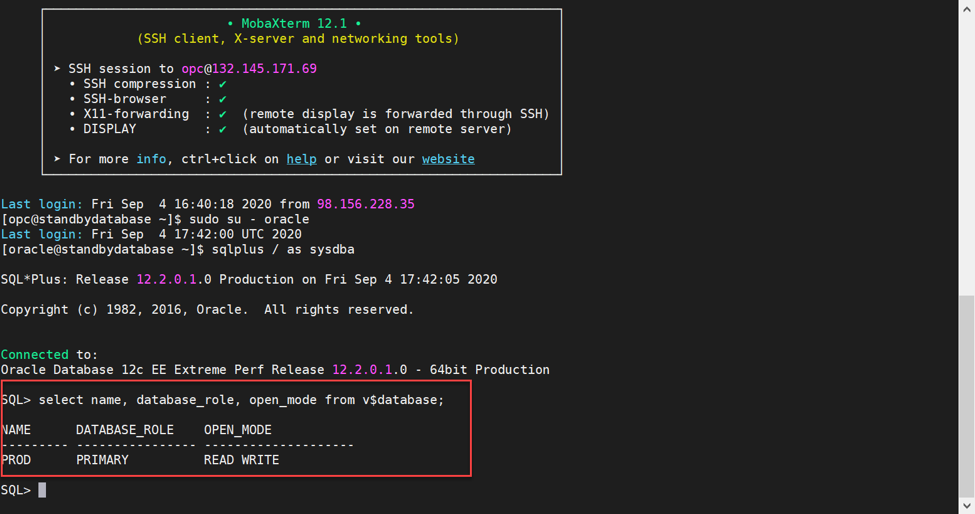 • MobaXterm 12.1 •
(SSH client, X-server and networking tools)
➤ SSH session to opc@132.145.171.69
• SSH compression : ✔
• SSH-browser     : ✔
• X11-forwarding  : ✔  (remote display is forwarded through SSH)
• DISPLAY         : ✔  (automatically set on remote server)
➤ For more info, ctrl+click on help or visit our website
Last login: Fri Sep  4 16:40:18 2020 from 98.156.228.35
[opc@standbydatabase ~]$ sudo su - oracle
Last login: Fri Sep  4 17:42:00 UTC 2020
[oracle@standbydatabase ~]$ sqlplus / as sysdba
SQL*Plus: Release 12.2.0.1.0 Production on Fri Sep 4 17:42:05 2020
Copyright (c) 1982, 2016, Oracle.  All rights reserved.
Connected to:
Oracle Database 12c EE Extreme Perf Release 12.2.0.1.0 - 64bit Production
SQL> select name, database_role, open_mode from v$database;
NAME      DATABASE_ROLE    OPEN_MODE
--------- ---------------- --------------------
PROD      PRIMARY          READ WRITE
SQL>